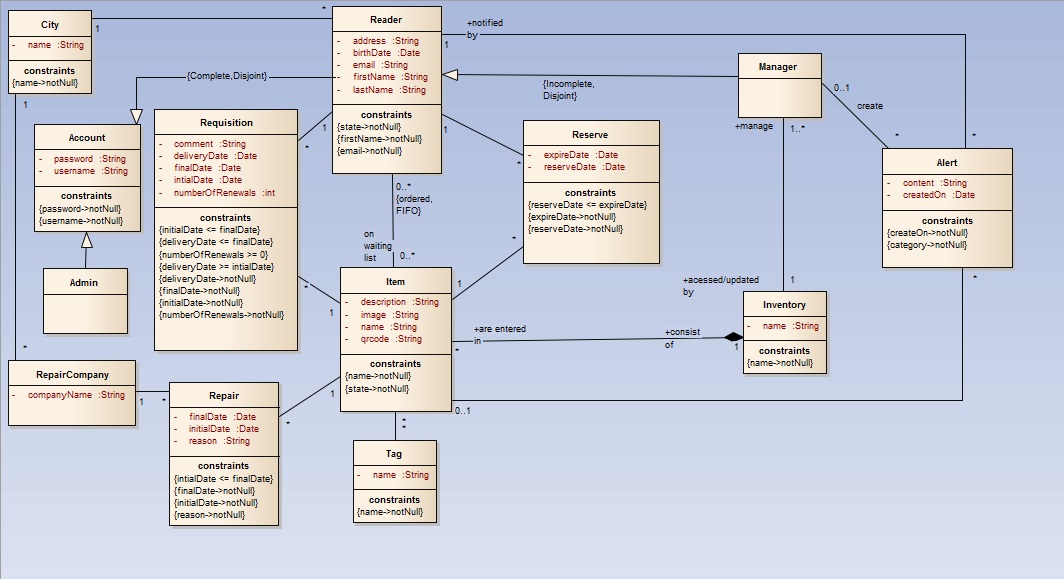 City
- name :String
constraints
{name->notNull}
1
*
1
Reader
- address :String
- birthDate :Date
- email :String
- firstName :String
- lastName :String
constraints
{state->notNull}
{firstName->notNull}
{email->notNull}
+notified
by
1
{Complete,Disjoint}
{Incomplete,
Disjoint}
Manager
0..1
create
*
*
+manage
1..*
Account
- password :String
- username :String
constraints
{password->notNull}
{username->notNull}
Requisition
- comment :String
- deliveryDate :Date
- finalDate :Date
- intialDate :Date
- numberOfRenewals :int
constraints
{initialDate <= finalDate}
{deliveryDate <= finalDate}
{numberOfRenewals >= 0}
{deliveryDate >= intialDate}
{deliveryDate->notNull}
{finalDate->notNull}
{initialDate->notNull}
{numberOfRenewals->notNull}
1
*
1
*
Reserve
- expireDate :Date
- reserveDate :Date
constraints
{reserveDate <= expireDate}
{expireDate->notNull}
{reserveDate->notNull}
*
1
Alert
- content :String
- createdOn :Date
constraints
{createOn->notNull}
{category->notNull}
*
0..*
{ordered,
FIFO}
on
waiting
list
0..*
Admin
*
1
Item
- description :String
- image :String
- name :String
- qrcode :String
constraints
{name->notNull}
{state->notNull}
+are entered
in
*
+consist
of
1
+acessed/updated
by
1
Inventory
- name :String
constraints
{name->notNull}
0..1
*
RepairCompany
- companyName :String
1
*
Repair
- finalDate :Date
- initialDate :Date
- reason :String
constraints
{intialDate <= finalDate}
{finalDate->notNull}
{initialDate->notNull}
{reason->notNull}
1
*
*
*
Tag
- name :String
constraints
{name->notNull}